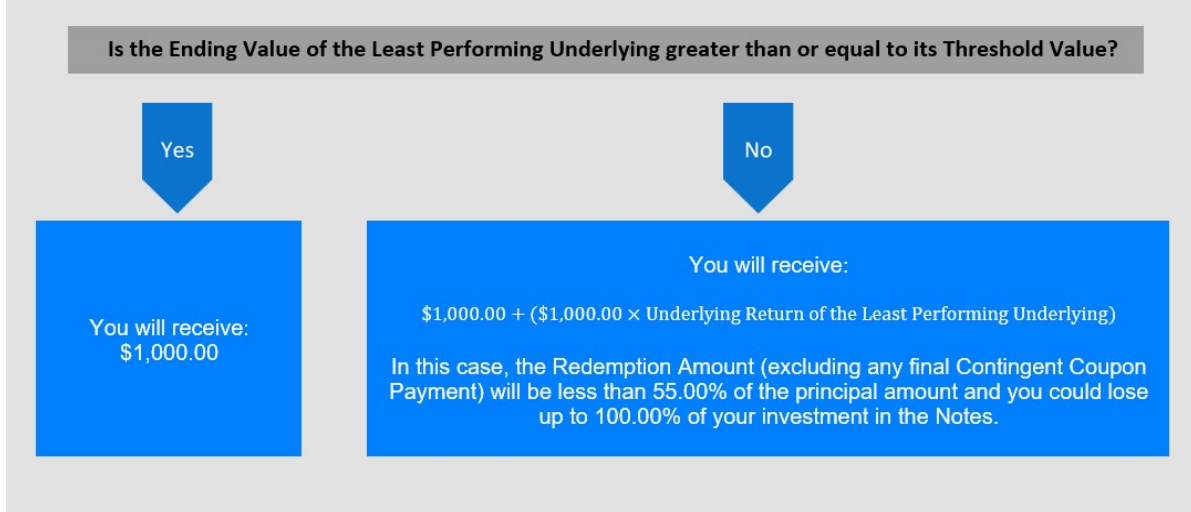 Is the Ending Value of the Least Performing Underlying greater than or equal to its Threshold Value?
Yes
No
You will receive:
$1,000.00
You will receive:
$1,000.00 + ($1,000.00 × Underlying Return of the Least Performing Underlying)
In this case, the Redemption Amount (excluding any final Contingent Coupon
Payment) will be less than 55.00% of the principal amount and you could lose
up to 100.00% of your investment in the Notes.